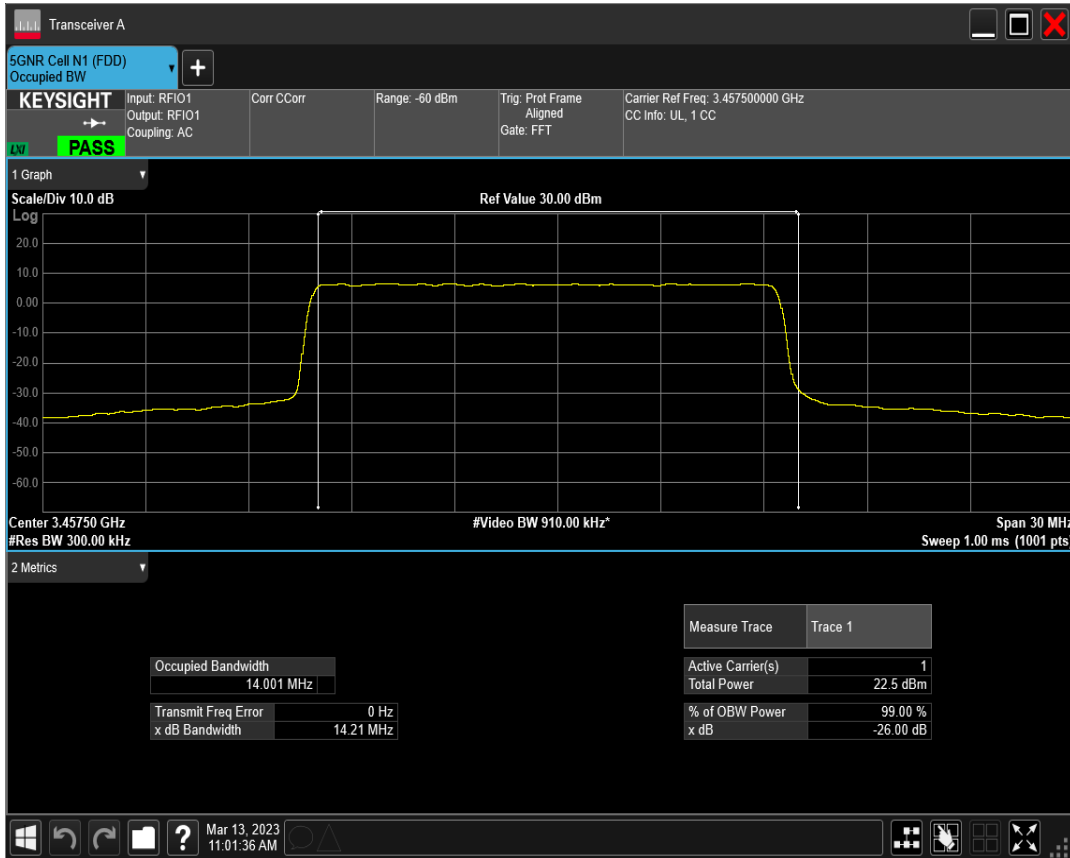 Transceiver A
5GNR Cell N1 (FDD)
Occupied BW
+
KEYSIGHT
LXI
PASS
Input: RFIO1
Output: RFIO1
Coupling: AC
Corr CCorr
Range: -60 dBm
Trig: Prot Frame
Aligned
Gate: FFT
Carrier Ref Freq: 3.457500000 GHz
CC Info: UL, 1 CC
1 Graph
Scale/Div 10.0 dB
Ref Value 30.00 dBm
Log
20.0
10.0
0.00
-10.0
-20.0
-30.0
-40.0
-50.0
-60.0
Center 3.45750 GHz
#Video BW 910.00 kHz*
Span 30 MHz
#Res BW 300.00 kHz
Sweep 1.00 ms (1001 pts)
2 Metrics
Measure Trace Trace 1
Occupied Bandwidth
14.001 MHz
Active Carrier(s) 1
Total Power 22.5 dBm
Transmit Freq Error 0 Hz
x dB Bandwidth 14.21 MHz
% of OBW Power 99.00 %
x dB -26.00 dB
?
Mar 13, 2023
11:01:36 AM